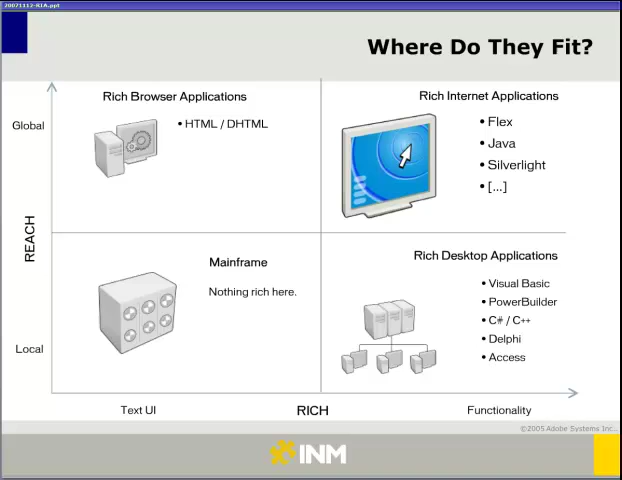 20071112-RIA.ppt
Where Do They Fit?
Rich Browser Applications
• HTML / DHTML
Rich Internet Applications
• Flex
• Java
• Silverlight
• [...]
Global
REACH
Local
Mainframe
Nothing rich here.
Rich Desktop Applications
• Visual Basic
• PowerBuilder
• C# / C++
• Delphi
• Access
Text UI
RICH
Functionality
©2005 Adobe Systems Inc...
INM